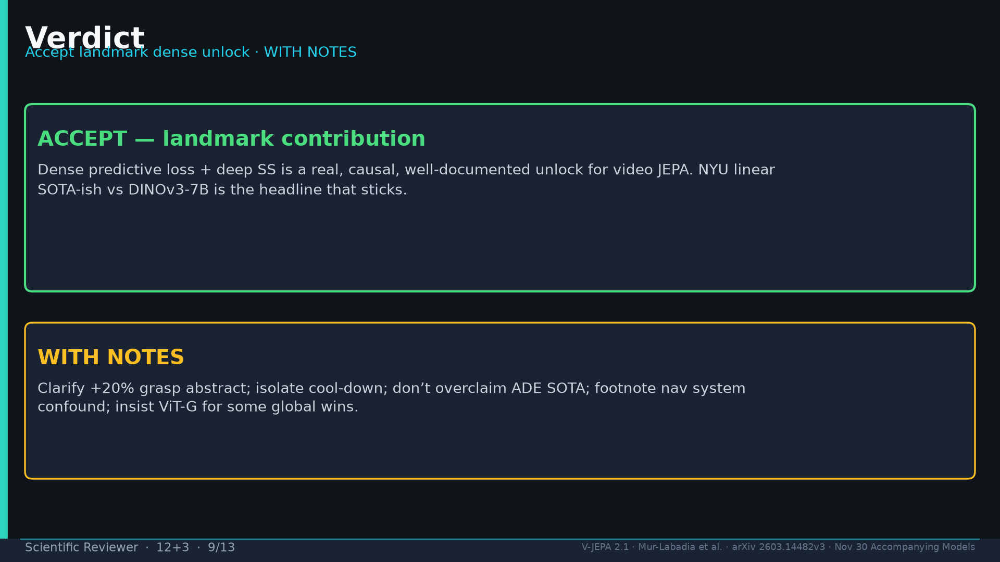 Verdict
Accept landmark dense unlock · WITH NOTES
ACCEPT — landmark contribution
Dense predictive loss + deep SS is a real, causal, well-documented unlock for video JEPA. NYU linear
SOTA-ish vs DINOv3-7B is the headline that sticks.
WITH NOTES
Clarify +20% grasp abstract; isolate cool-down; don’t overclaim ADE SOTA; footnote nav system
confound; insist ViT-G for some global wins.
Scientific Reviewer · 12+3 · 9/13
V-JEPA 2.1 · Mur-Labadia et al. · arXiv 2603.14482v3 · Nov 30 Accompanying Models